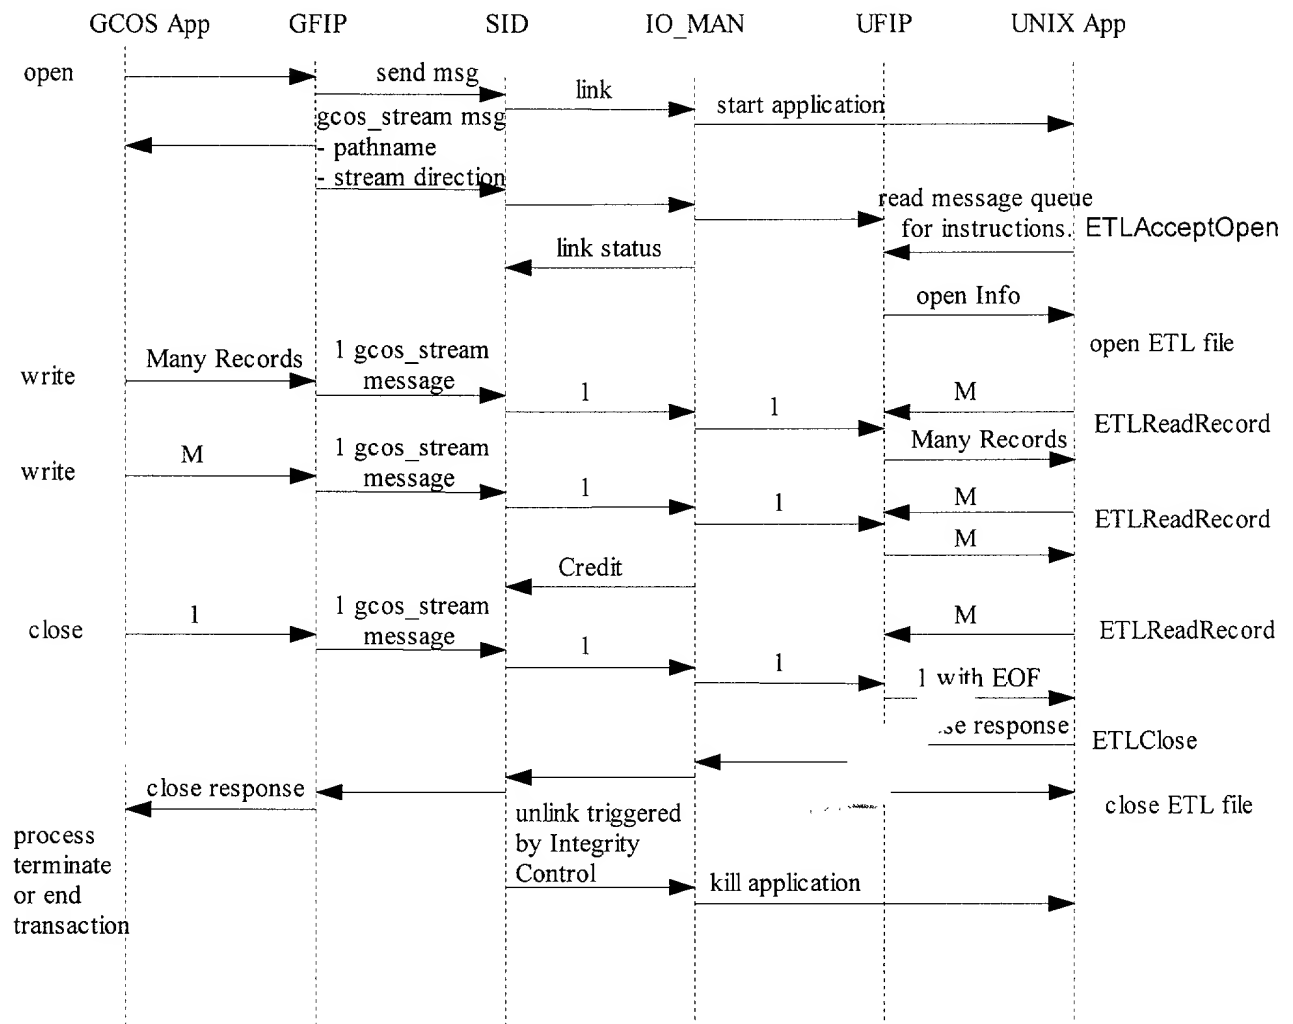 GCOS App GFIP SID IO_MAN UFIP UNIX App
open
send msg
link
start application
gcos_stream msg
- pathname
- stream direction
read message queue
for instructions.
ETLAcceptOpen
link status
open Info
open ETL file
write
Many Records
1 gcos_stream
message
1
1
M
ETLReadRecord
Many Records
write
M
1 gcos_stream
message
1
1
M
ETLReadRecord
M
Credit
close
1
1 gcos_stream
message
1
1
M
ETLReadRecord
1 with EOF
response
ETLClose
close response
close ETL file
unlink triggered
by Integrity
Control
kill application
process
terminate
or end
transaction